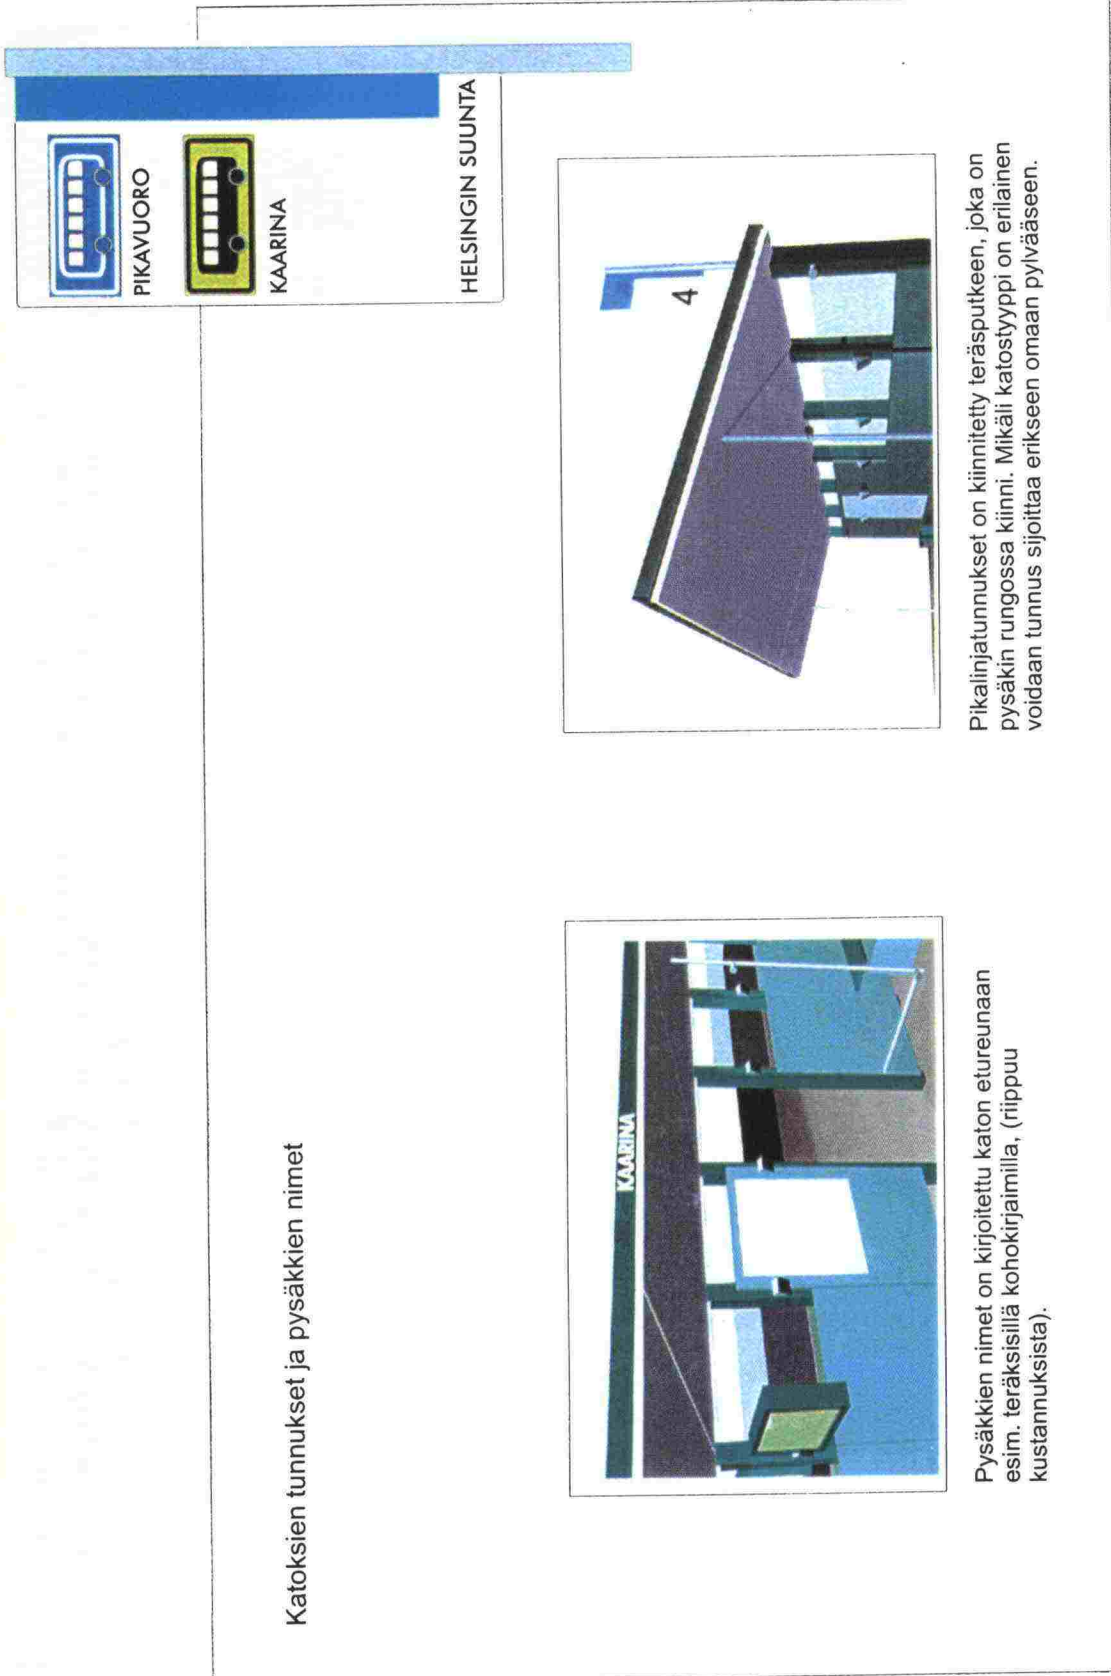 PIKAVUORO
KAARINA
HELSINGIN SUUNTA
Katoksien tunnukset ja pysäkkien nimet
KAARINA
Pysäkkien nimet on kirjoitettu katon etureunaan
esim. teräksisillä kohokirjaimilla, (riippuu
kustannuksista).
4
Pikalinjatunnukset on kiinnitetty teräsputkeen, joka on
pysäkin rungossa kiinni. Mikäli katostyyppi on erilainen
voidaan tunnus sijoittaa erikseen omaan pylvääseen.